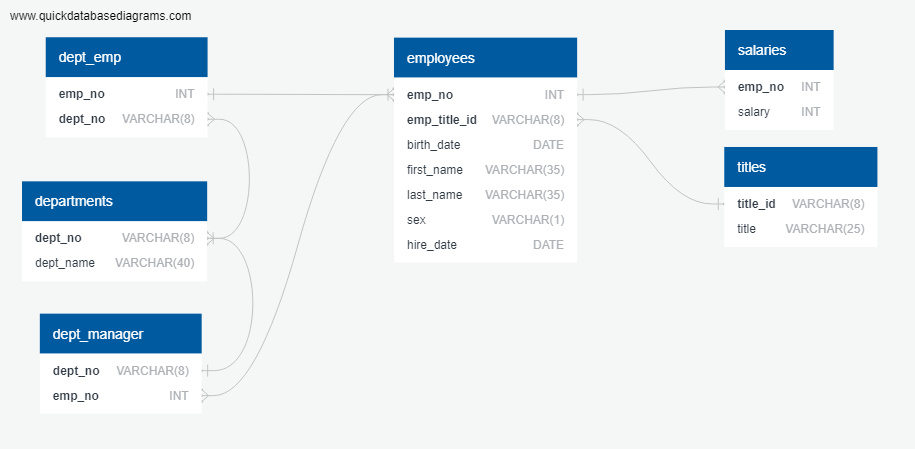 www.quickdatabasediagrams.com
dept_emp
emp_no INT
dept_no VARCHAR(8)
departments
dept_no VARCHAR(8)
dept_name VARCHAR(40)
dept_manager
dept_no VARCHAR(8)
emp_no INT
employees
emp_no INT
emp_title_id VARCHAR(8)
birth_date DATE
first_name VARCHAR(35)
last_name VARCHAR(35)
sex VARCHAR(1)
hire_date DATE
salaries
emp_no INT
salary INT
titles
title_id VARCHAR(8)
title VARCHAR(25)